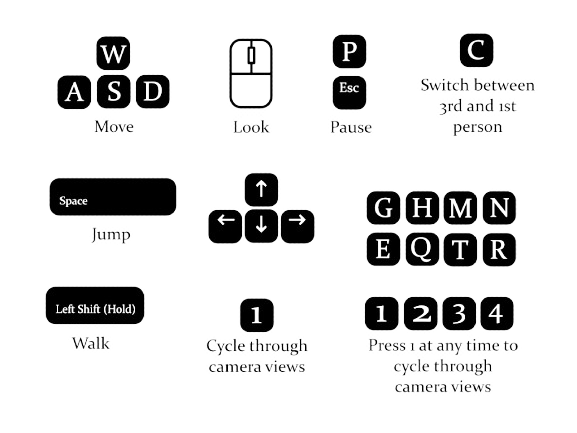 W
P
C
A S D
Esc
Move
Look
Pause
Switch between
3rd and 1st
person
Space
Jump
↑
← ↓ →
G H M N
E Q T R
Left Shift (Hold)
Walk
1
Cycle through
camera views
1 2 3 4
Press 1 at any time to
cycle through
camera views